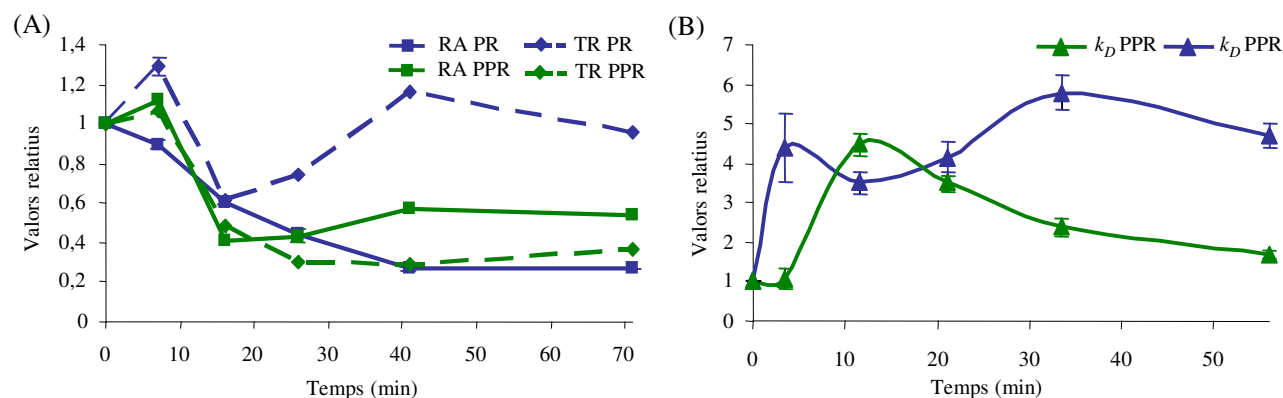 (A)
Valors relatius
1,4
1,2
1
0,8
0,6
0,4
0,2
0
RA PR
TR PR
RA PPR
TR PPR
0 10 20 30 40 50 60 70
Temps (min)
(B)
Valors relatius
7
6
5
4
3
2
1
0
k_D PPR
k_D PPR
0 10 20 30 40 50
Temps (min)